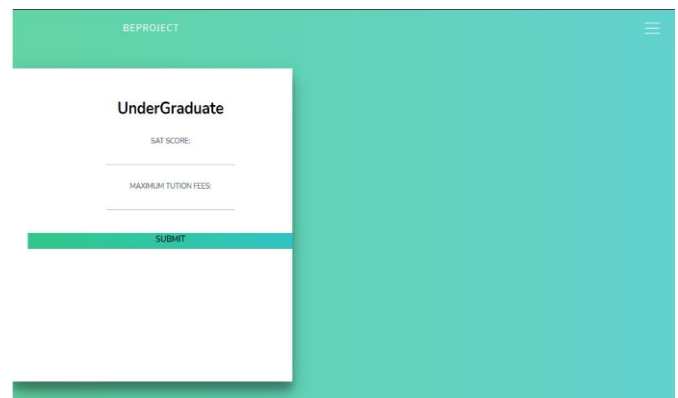 BEPROJECT
UnderGraduate
SAT SCORE:
MAXIMUM TUTION FEES:
SUBMIT